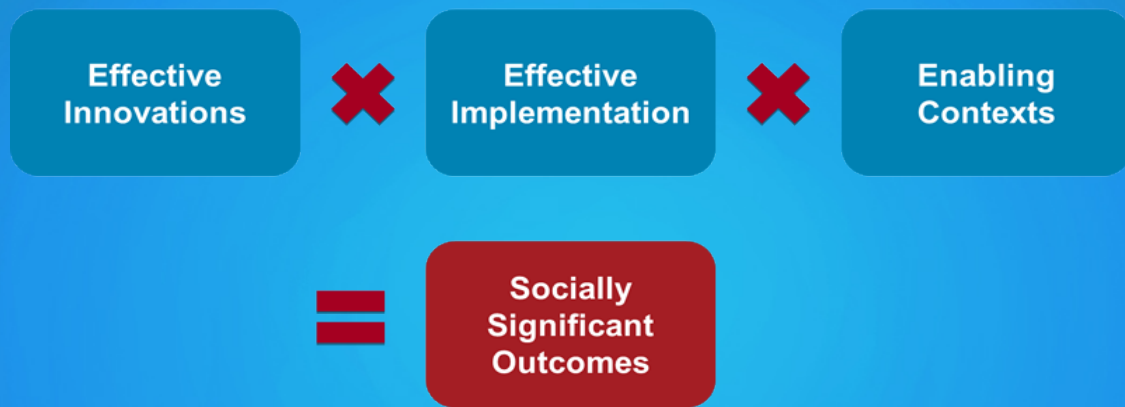 Effective
Innovations
Effective
Implementation
Enabling
Contexts
Socially
Significant
Outcomes